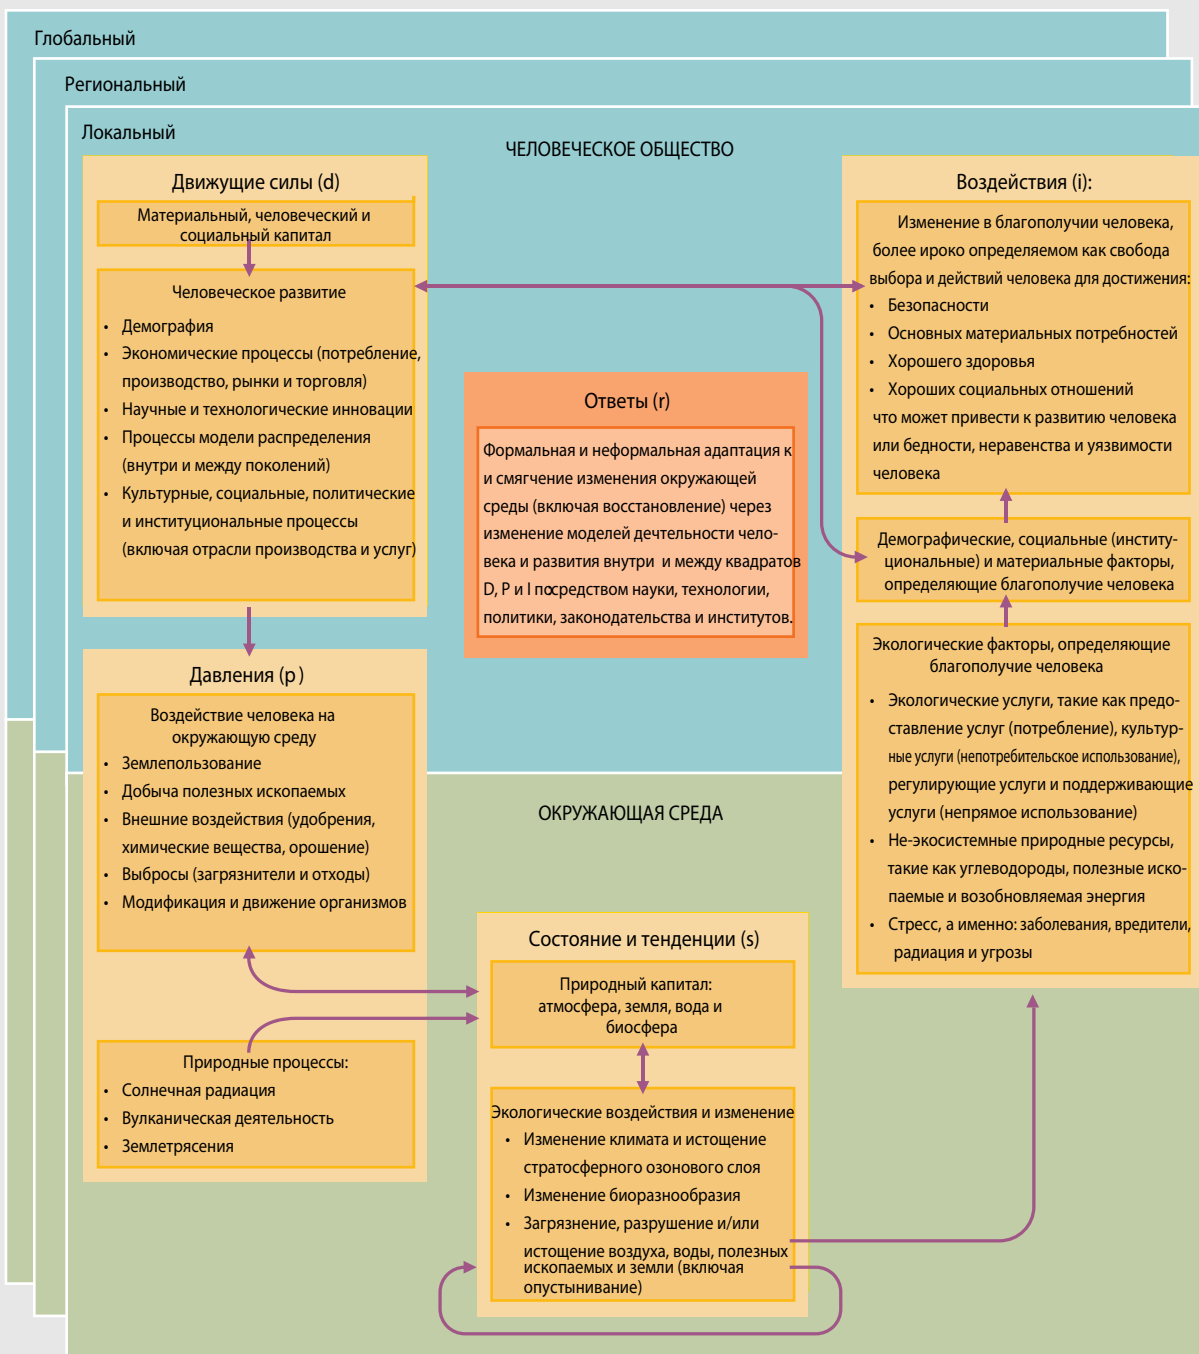 Глобальный
Региональный
Локальный
ЧЕЛОВЕЧЕСКОЕ ОБЩЕСТВО
Движущие силы (d)
Материальный, человеческий и
социальный капитал
Человеческое развитие
• Демография
• Экономические процессы (потребление,
производство, рынки и торговля)
• Научные и технологические инновации
• Процессы модели распределения
(внутри и между поколений)
• Культурные, социальные, политические
и институциональные процессы
(включая отрасли производства и услуг)
Давления (p )
Воздействие человека на
окружающую среду
• Землепользование
• Добыча полезных ископаемых
• Внешние воздействия (удобрения,
химические вещества, орошение)
• Выбросы (загрязнители и отходы)
• Модификация и движение организмов
Природные процессы:
• Солнечная радиация
• Вулканическая деятельность
• Землетрясения
Ответы (r)
Формальная и неформальная адаптация к
и смягчение изменения окружающей
среды (включая восстановление) через
изменение моделей дечтельности чело-
века и развития внутри и между квадратов
D, P и I посредством науки, технологии,
политики, законодательства и институтов.
ОКРУЖАЮЩАЯ СРЕДА
Состояние и тенденции (s)
Природный капитал:
атмосфера, земля, вода и
биосфера
Экологические воздействия и изменение
• Изменение климата и истощение
стратосферного озонового слоя
• Изменение биоразнообразия
• Загрязнение, разрушение и/или
истощение воздуха, воды, полезных
ископаемых и земли (включая
опустынивание)
Воздействия (i):
Изменение в благополучии человека,
более ироко определяемом как свобода
выбора и действий человека для достижения:
• Безопасности
• Основных материальных потребностей
• Хорошего здоровья
• Хороших социальных отношений
что может привести к развитию человека
или бедности, неравенства и уязвимости
человека
Демографические, социальные (институ-
циональные) и материальные факторы,
определяющие благополучие человека
Экологические факторы, определяющие
благополучие человека
• Экологические услуги, такие как предо-
ставление услуг (потребление), культур-
ные услуги (непотребительское использование),
регулирующие услуги и поддерживающие
услуги (непрямое использование)
• Не-экосистемные природные ресурсы,
такие как углеводороды, полезные иско-
паемые и возобновляемая энергия
• Стресс, а именно: заболевания, вредители,
радиация и угрозы